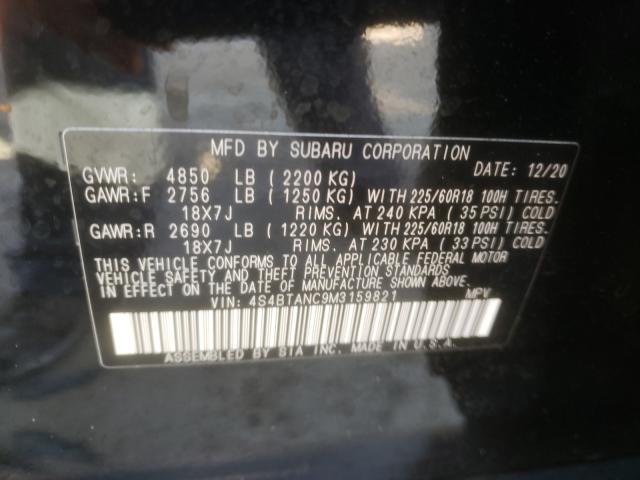 MFD BY SUBARU CORPORATION
GVWR: 4850 LB (2200 KG) DATE: 12/20
GAWR:F 2756 LB (1250 KG) WITH 225/60R18 100H TIRES.
18X7J RIMS. AT 240 KPA (35 PSI) COLD
GAWR:R 2690 LB (1220 KG) WITH 225/60R18 100H TIRES.
18X7J RIMS. AT 230 KPA (33 PSI) COLD
THIS VEHICLE CONFORMS TO ALL APPLICABLE FEDERAL MOTOR
VEHICLE SAFETY AND THEFT PREVENTION STANDARDS
IN EFFECT ON THE DATE OF MANUFACTURE SHOWN ABOVE.
VIN: 4S4BTANC9M3159821 MPV
ASSEMBLED BY SIA INC. MADE IN U.S.A.